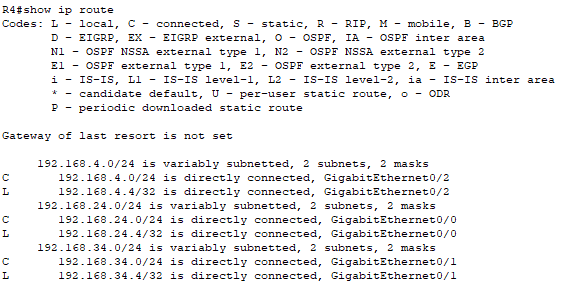 R4#show ip route
Codes: L - local, C - connected, S - static, R - RIP, M - mobile, B - BGP
       D - EIGRP, EX - EIGRP external, O - OSPF, IA - OSPF inter area
       N1 - OSPF NSSA external type 1, N2 - OSPF NSSA external type 2
       E1 - OSPF external type 1, E2 - OSPF external type 2, E - EGP
       i - IS-IS, L1 - IS-IS level-1, L2 - IS-IS level-2, ia - IS-IS inter area
       * - candidate default, U - per-user static route, o - ODR
       P - periodic downloaded static route
Gateway of last resort is not set
     192.168.4.0/24 is variably subnetted, 2 subnets, 2 masks
C       192.168.4.0/24 is directly connected, GigabitEthernet0/2
L       192.168.4.4/32 is directly connected, GigabitEthernet0/2
     192.168.24.0/24 is variably subnetted, 2 subnets, 2 masks
C       192.168.24.0/24 is directly connected, GigabitEthernet0/0
L       192.168.24.4/32 is directly connected, GigabitEthernet0/0
     192.168.34.0/24 is variably subnetted, 2 subnets, 2 masks
C       192.168.34.0/24 is directly connected, GigabitEthernet0/1
L       192.168.34.4/32 is directly connected, GigabitEthernet0/1